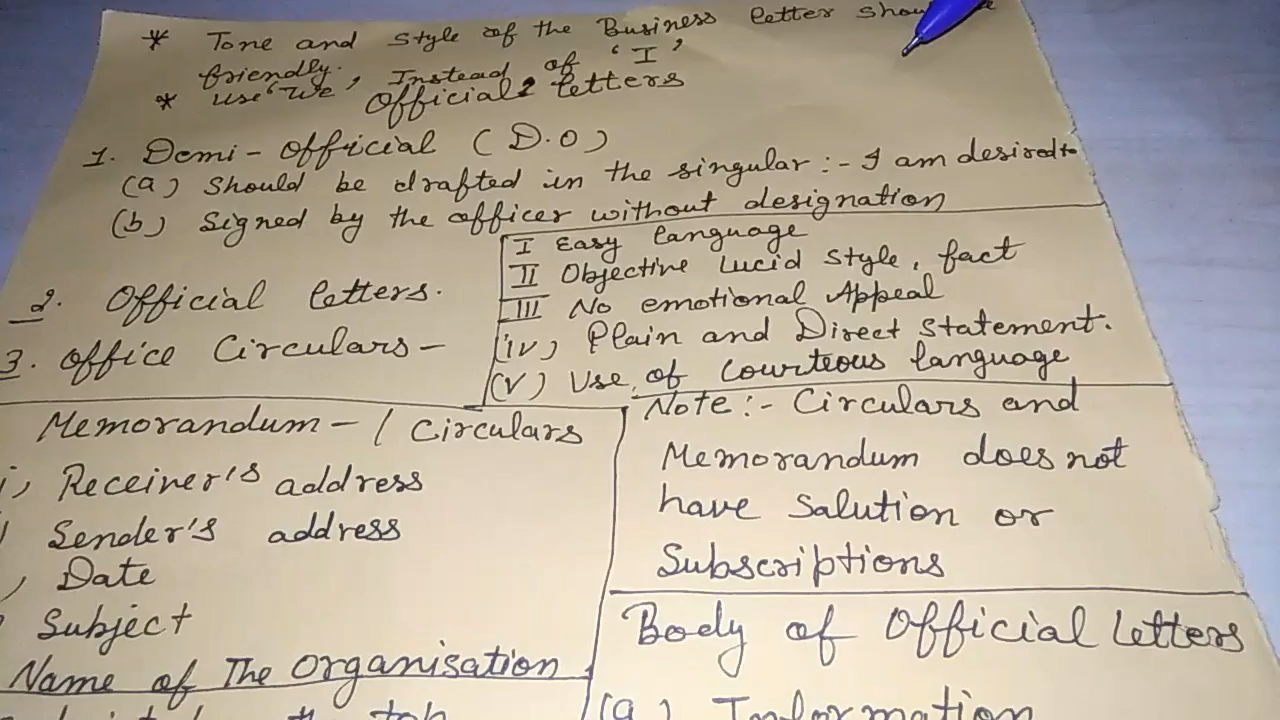 * Tone and style of the Business letter
friendly.
* use 'We', Instead of 'I'
Official letters
1. Demi - Official (D.O)
(a) Should be drafted in the singular :- I am desired to
(b) Signed by the officer without designation
2. Official letters.
I Easy language
II Objective Lucid Style, fact
III No emotional Appeal
(iv) Plain and Direct Statement.
(v) Use of Courteous language
3. office Circulars -
Memorandum - / Circulars
i) Receiver's address
Sender's address
, Date
Subject
Name of The Organisation
the top
Note :- Circulars and
Memorandum does not
have Salution or
Subscriptions
Body of Official Letters
(a) Information